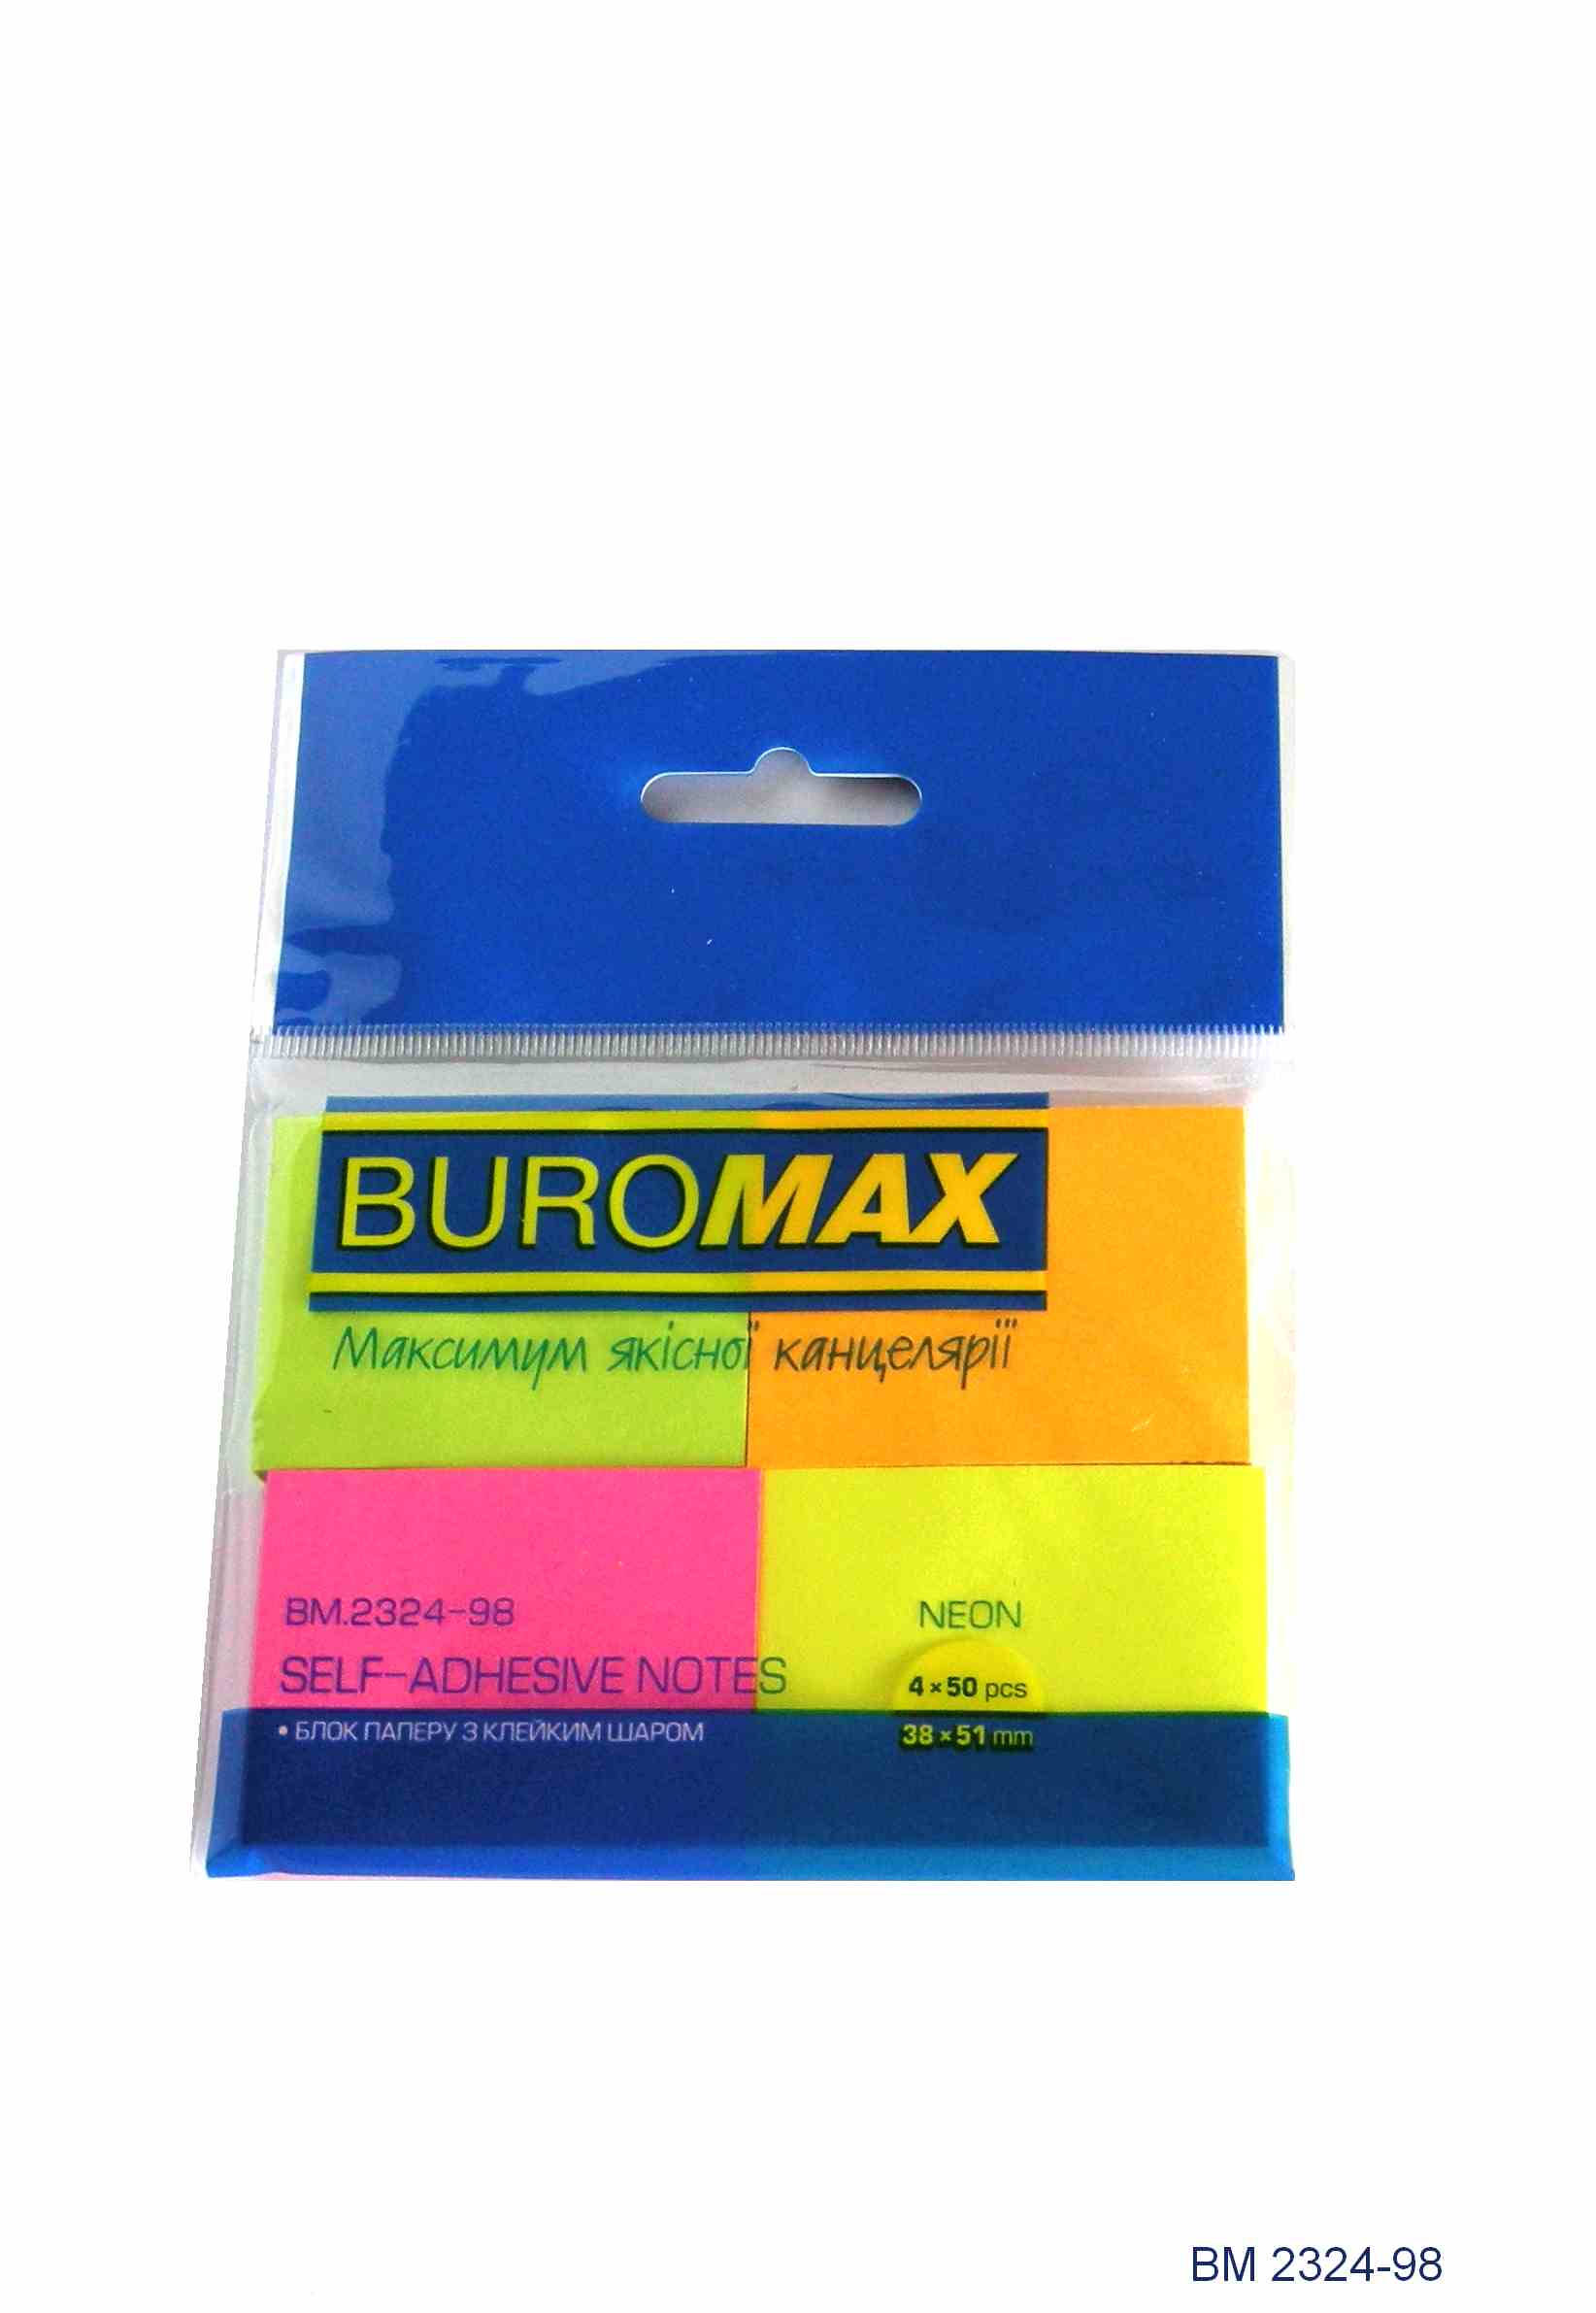 BUROMAX
Максимум якісної канцелярії
BM.2324-98
NEON
SELF-ADHESIVE NOTES
4×50 pcs
• БЛОК ПАПЕРУ З КЛЕЙКИМ ШАРОМ
38×51 mm
BM 2324-98